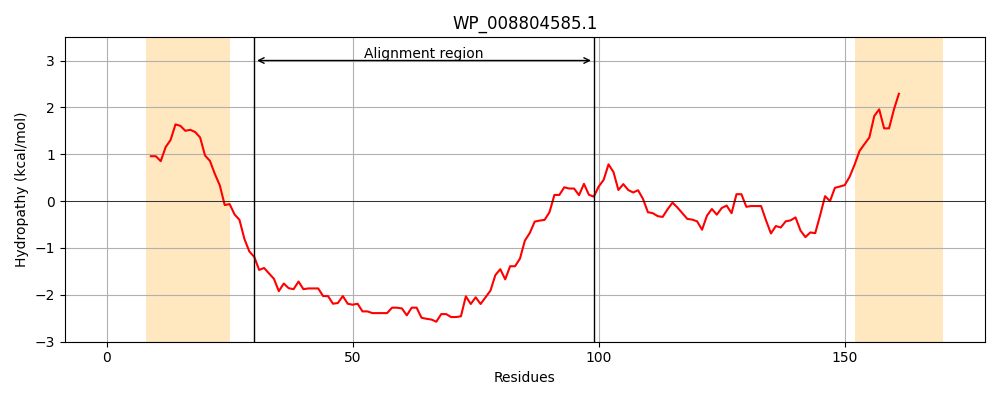 WP_008804585.1
Alignment region
3
2
1
0
−1
−2
−3
Hydropathy (kcal/mol)
0 50 100 150
Residues